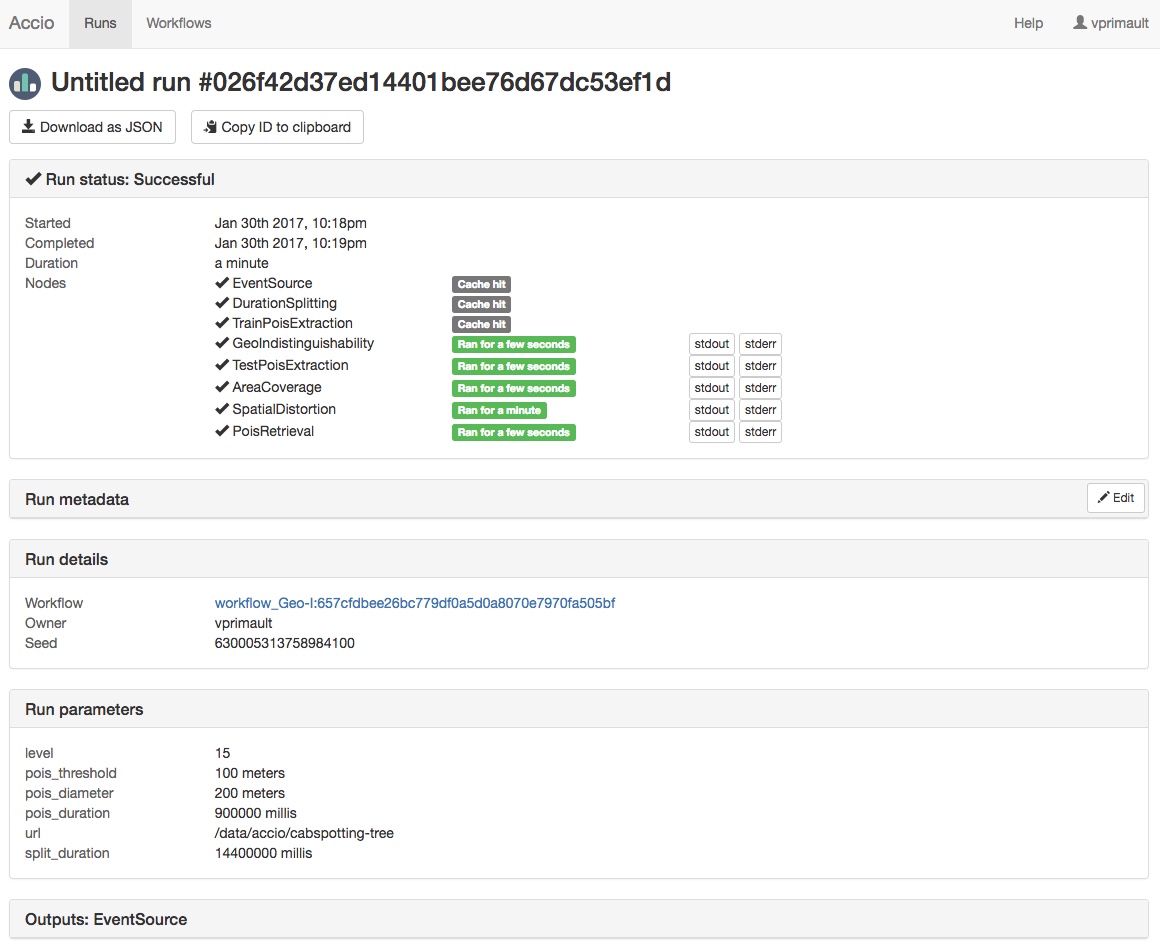 Accio Runs Workflows Help vprimault
Untitled run #026f42d37ed14401bee76d67dc53ef1d
Download as JSON Copy ID to clipboard
Run status: Successful
Started Jan 30th 2017, 10:18pm
Completed Jan 30th 2017, 10:19pm
Duration a minute
Nodes EventSource Cache hit
DurationSplitting Cache hit
TrainPoisExtraction Cache hit
GeoIndistinguishability Ran for a few seconds stdout stderr
TestPoisExtraction Ran for a few seconds stdout stderr
AreaCoverage Ran for a few seconds stdout stderr
SpatialDistortion Ran for a minute stdout stderr
PoisRetrieval Ran for a few seconds stdout stderr
Run metadata Edit
Run details
Workflow workflow_Geo-I:657cfdbee26bc779df0a5d0a8070e7970fa505bf
Owner vprimault
Seed 630005313758984100
Run parameters
level 15
pois_threshold 100 meters
pois_diameter 200 meters
pois_duration 900000 millis
url /data/accio/cabspotting-tree
split_duration 14400000 millis
Outputs: EventSource